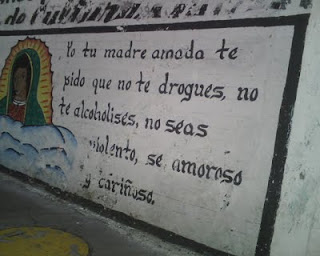 Yo tu madre amada te
pido que no te drogues, no
te alcoholises, no seas
violento, se amoroso
y cariñoso.